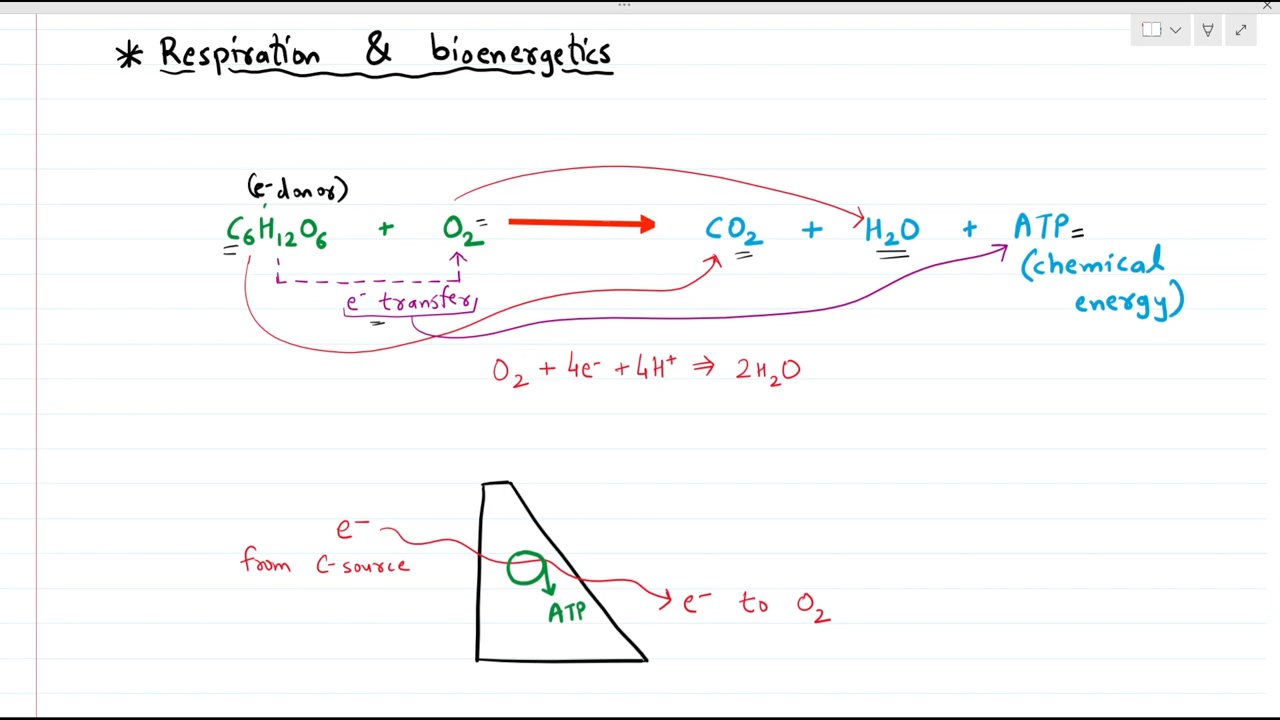 * Respiration & bioenergetics
(e- donor)
C6H12O6 + O2 → CO2 + H2O + ATP
(chemical
energy)
e- transfer
O2 + 4e- + 4H+ ⇒ 2H2O
e-
from C-source
ATP
e- to O2